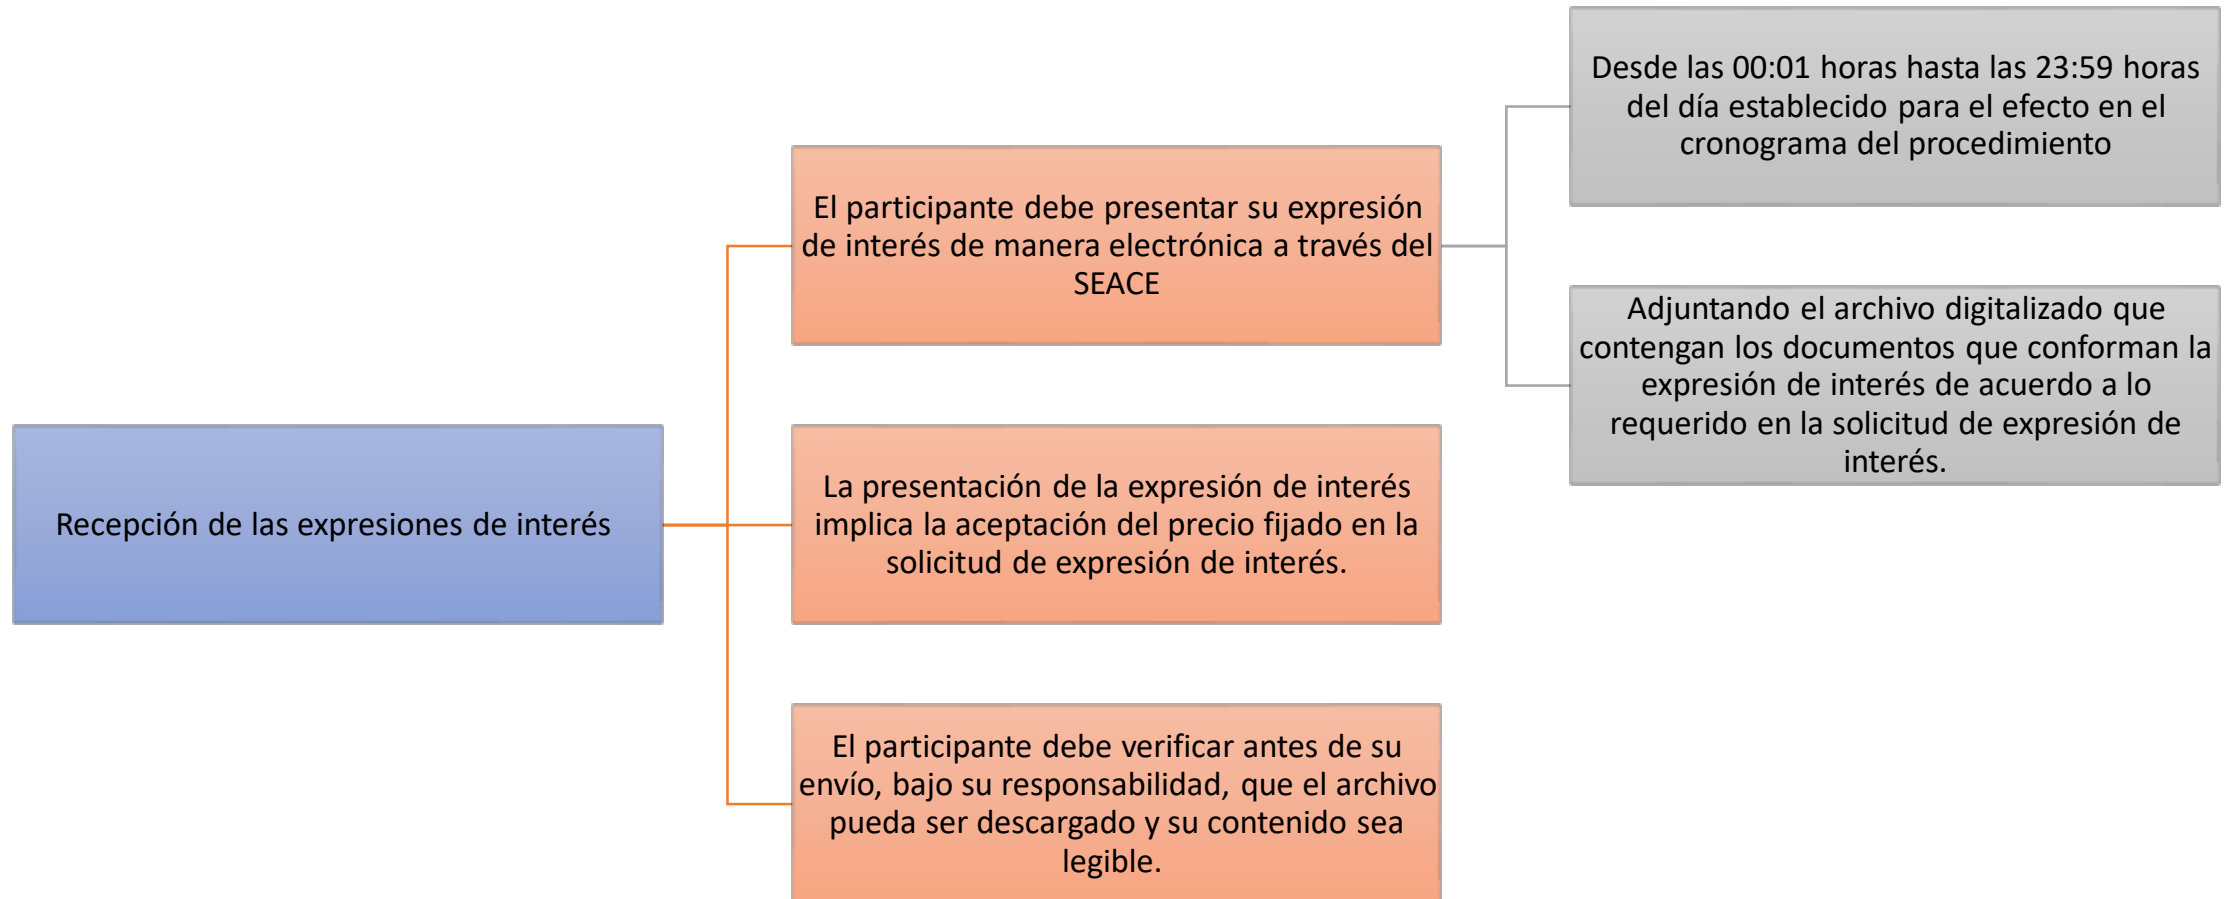 Recepción de las expresiones de interés
El participante debe presentar su expresión
de interés de manera electrónica a través del
SEACE
Desde las 00:01 horas hasta las 23:59 horas
del día establecido para el efecto en el
cronograma del procedimiento
Adjuntando el archivo digitalizado que
contengan los documentos que conforman la
expresión de interés de acuerdo a lo
requerido en la solicitud de expresión de
interés.
La presentación de la expresión de interés
implica la aceptación del precio fijado en la
solicitud de expresión de interés.
El participante debe verificar antes de su
envío, bajo su responsabilidad, que el archivo
pueda ser descargado y su contenido sea
legible.